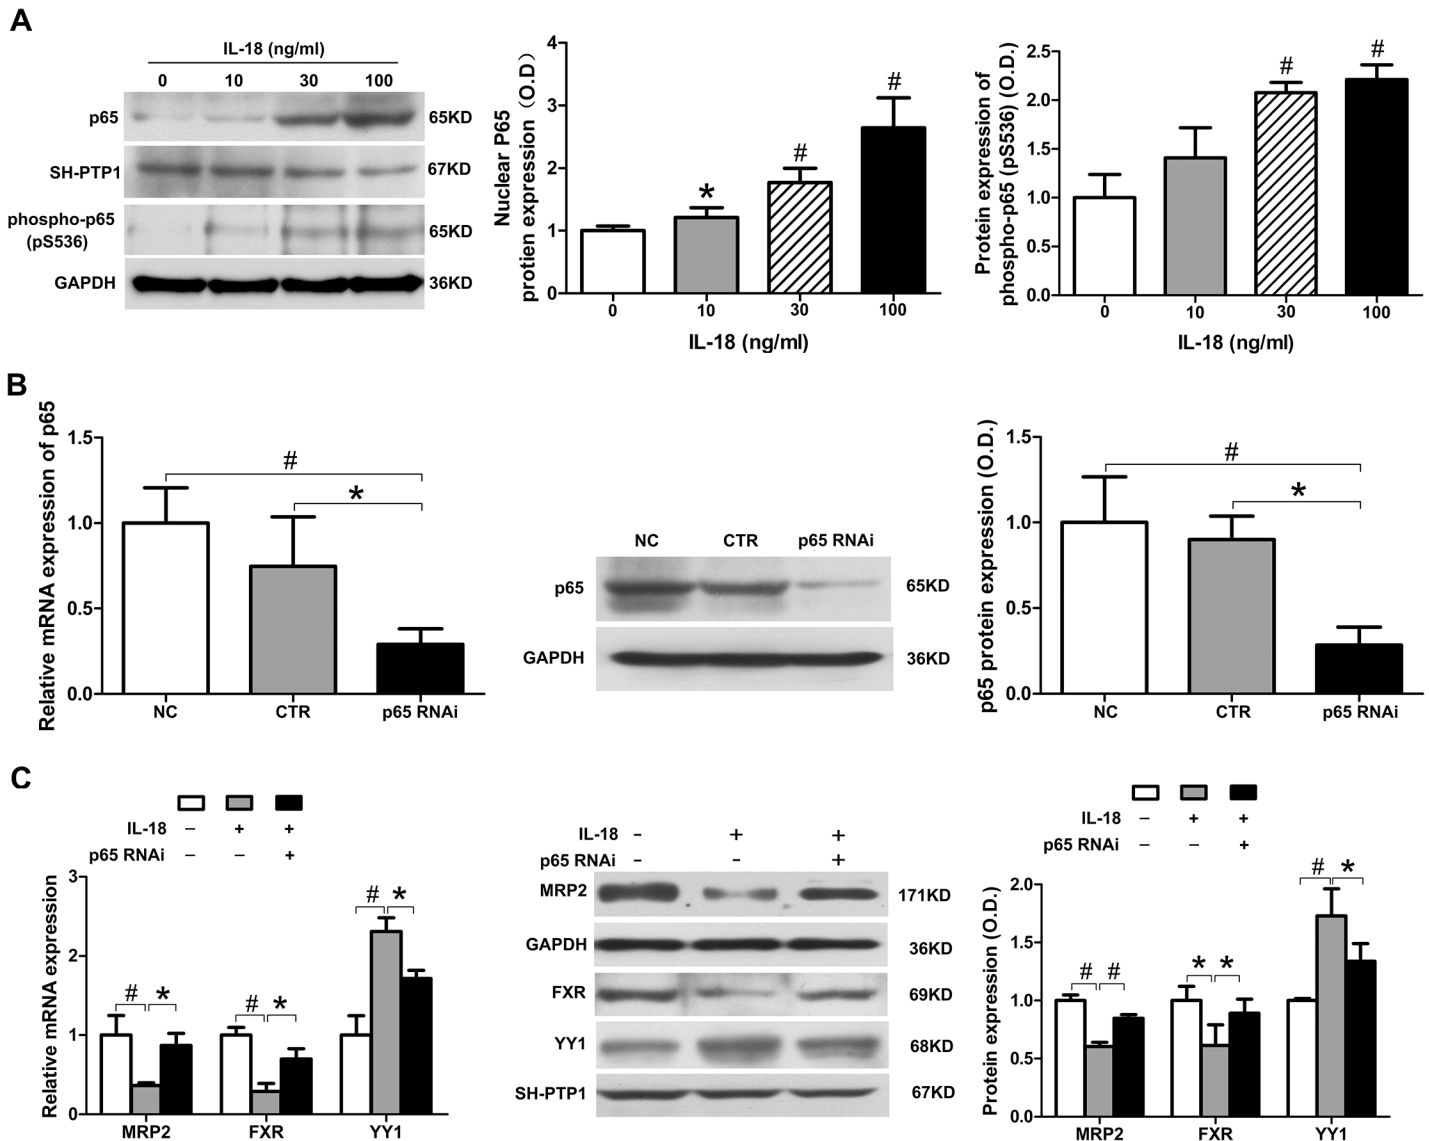 A
IL-18 (ng/ml)
0 10 30 100
p65 65KD
SH-PTP1 67KD
phospho-p65
(pS536) 65KD
GAPDH 36KD
Nuclear P65
protien expression (O.D)
4
3
2
1
0
* # #
0 10 30 100
IL-18 (ng/ml)
Protein expression of
phospho-p65 (pS536) (O.D.)
2.5
2.0
1.5
1.0
0.5
0.0
# #
0 10 30 100
IL-18 (ng/ml)
B
Relative mRNA expression of p65
1.5
1.0
0.5
0.0
#
*
NC CTR p65 RNAi
NC CTR p65 RNAi
p65 65KD
GAPDH 36KD
p65 protein expression (O.D.)
1.5
1.0
0.5
0.0
#
*
NC CTR p65 RNAi
C
IL-18 – + +
p65 RNAi – – +
Relative mRNA expression
3
2
1
0
# * # * # *
MRP2 FXR YY1
IL-18 - + +
p65 RNAi - - +
MRP2 171KD
GAPDH 36KD
FXR 69KD
YY1 68KD
SH-PTP1 67KD
IL-18 – + +
p65 RNAi – – +
Protein expression (O.D.)
2.0
1.5
1.0
0.5
0.0
# # * * # *
MRP2 FXR YY1